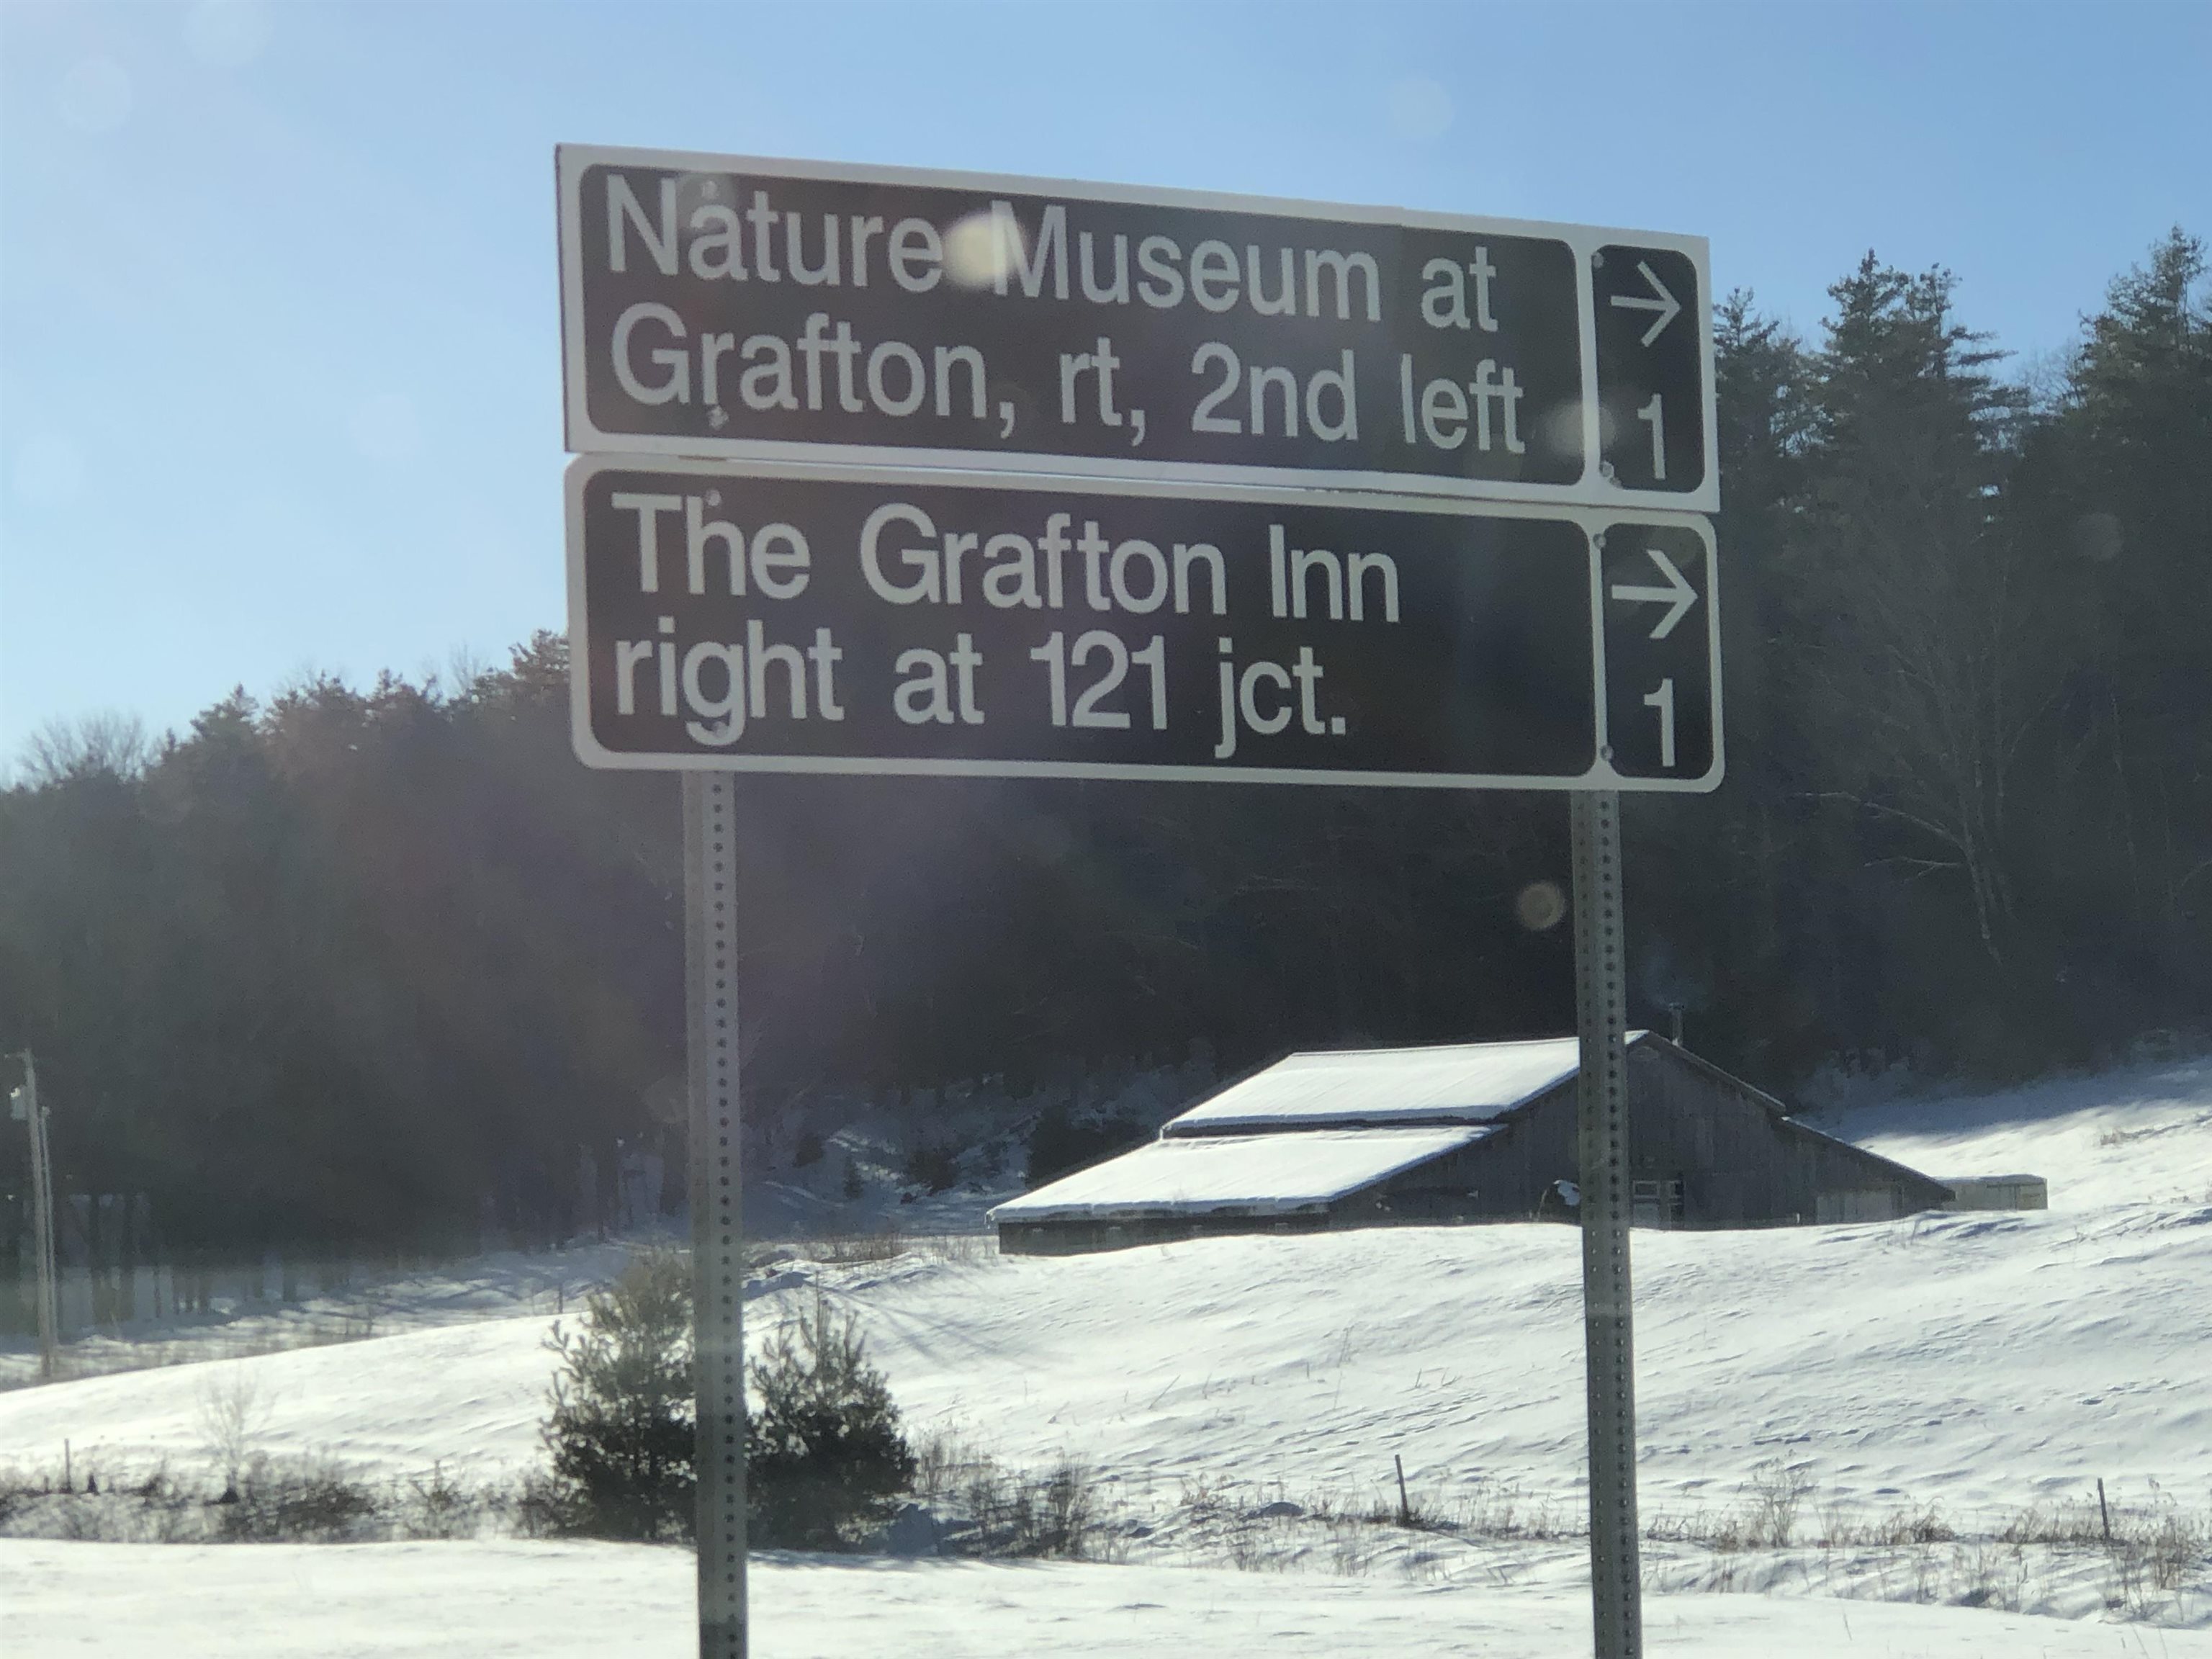 Nature Museum at
Grafton, rt, 2nd left
→
1
The Grafton Inn
right at 121 jct.
→
1